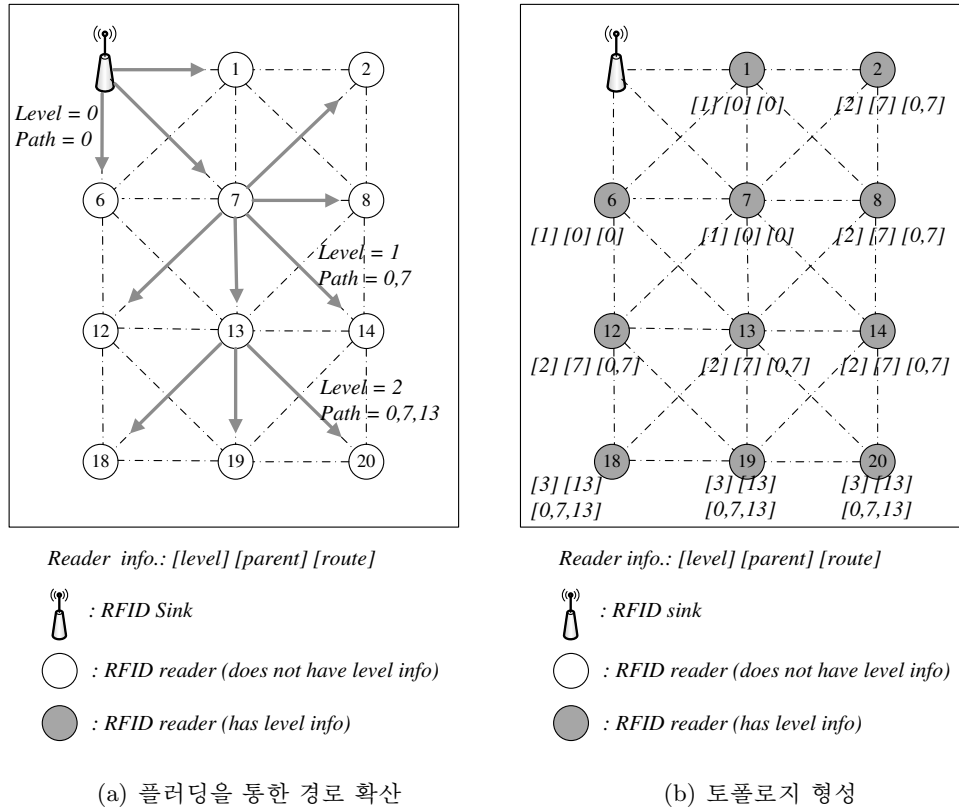 1
2
Level = 0
Path = 0
6
7
8
Level = 1
Path = 0,7
12
13
14
Level = 2
Path = 0,7,13
18
19
20
Reader info.: [level] [parent] [route]
: RFID Sink
: RFID reader (does not have level info)
: RFID reader (has level info)
(a) 플러딩을 통한 경로 확산
1
2
[1] [0] [0]
[2] [7] [0,7]
6
7
8
[1] [0] [0]
[1] [0] [0]
[2] [7] [0,7]
12
13
14
[2] [7] [0,7]
[2] [7] [0,7]
[2] [7] [0,7]
18
19
20
[3] [13]
[0,7,13]
[3] [13]
[0,7,13]
[3] [13]
[0,7,13]
Reader info.: [level] [parent] [route]
: RFID sink
: RFID reader (does not have level info)
: RFID reader (has level info)
(b) 토폴로지 형성